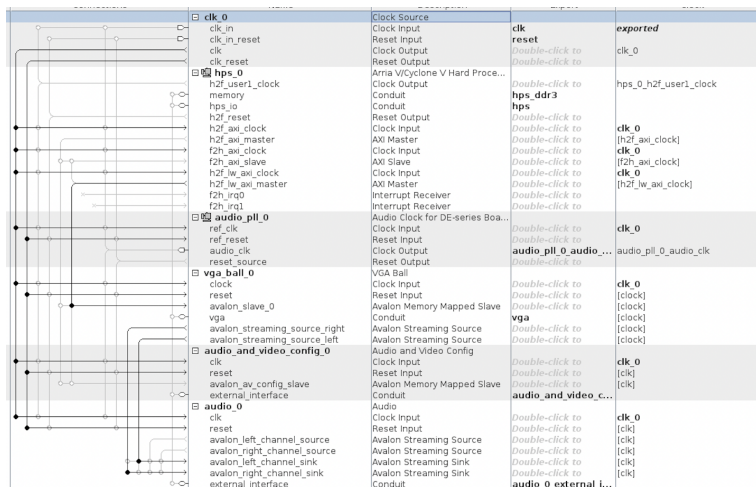 Connections Name Description Export Clock
clk_0 Clock Source
clk_in Clock Input clk exported
clk_in_reset Reset Input reset
clk Clock Output Double-click to clk_0
clk_reset Reset Output Double-click to
hps_0 Arria V/Cyclone V Hard Proce...
h2f_user1_clock Clock Output Double-click to hps_0_h2f_user1_clock
memory Conduit hps_ddr3
hps_io Conduit hps
h2f_reset Reset Output Double-click to
h2f_axi_clock Clock Input Double-click to clk_0
h2f_axi_master AXI Master Double-click to [h2f_axi_clock]
f2h_axi_clock Clock Input Double-click to clk_0
f2h_axi_slave AXI Slave Double-click to [f2h_axi_clock]
h2f_lw_axi_clock Clock Input Double-click to clk_0
h2f_lw_axi_master AXI Master Double-click to [h2f_lw_axi_clock]
f2h_irq0 Interrupt Receiver Double-click to
f2h_irq1 Interrupt Receiver Double-click to
audio_pll_0 Audio Clock for DE-series Boa...
ref_clk Clock Input Double-click to clk_0
ref_reset Reset Input Double-click to
audio_clk Clock Output audio_pll_0_audio_... audio_pll_0_audio_clk
reset_source Reset Output Double-click to
vga_ball_0 VGA Ball
clock Clock Input Double-click to clk_0
reset Reset Input Double-click to [clock]
avalon_slave_0 Avalon Memory Mapped Slave Double-click to [clock]
vga Conduit vga [clock]
avalon_streaming_source_right Avalon Streaming Source Double-click to [clock]
avalon_streaming_source_left Avalon Streaming Source Double-click to [clock]
audio_and_video_config_0 Audio and Video Config
clk Clock Input Double-click to clk_0
reset Reset Input Double-click to [clk]
avalon_av_config_slave Avalon Memory Mapped Slave Double-click to [clk]
external_interface Conduit audio_and_video_c...
audio_0 Audio
clk Clock Input Double-click to clk_0
reset Reset Input Double-click to [clk]
avalon_left_channel_source Avalon Streaming Source Double-click to [clk]
avalon_right_channel_source Avalon Streaming Source Double-click to [clk]
avalon_left_channel_sink Avalon Streaming Sink Double-click to [clk]
avalon_right_channel_sink Avalon Streaming Sink Double-click to [clk]
external_interface Conduit audio_0_external_i...